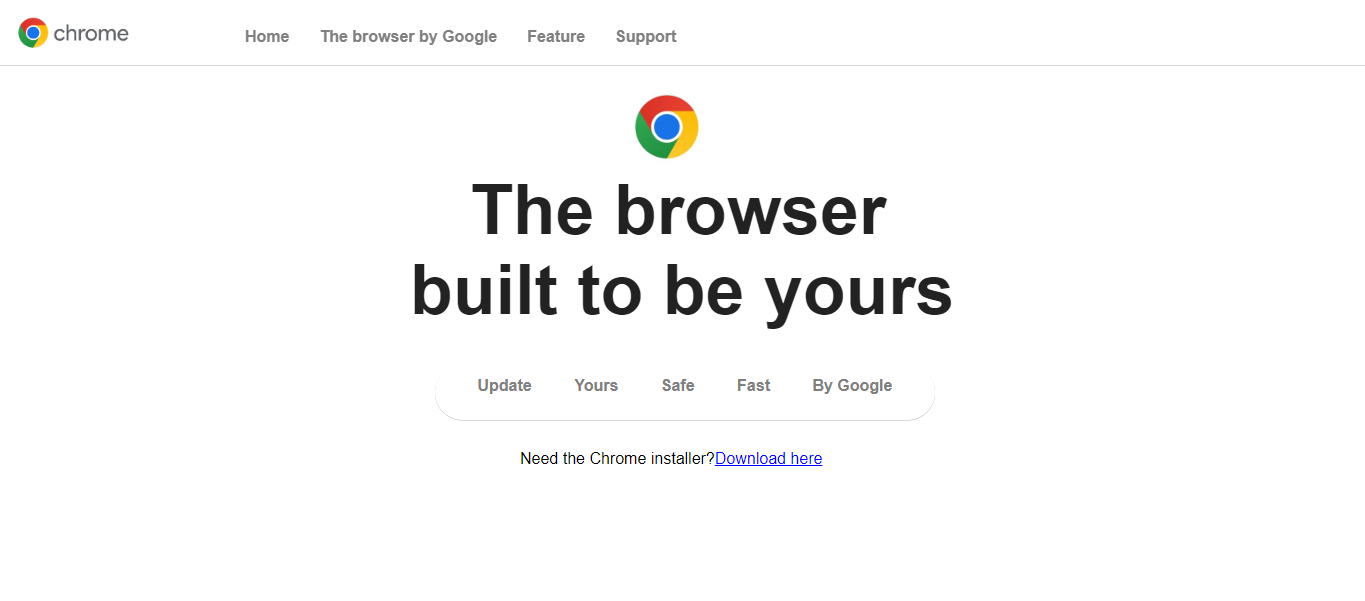 chrome
Home The browser by Google Feature Support
The browser
built to be yours
Update Yours Safe Fast By Google
Need the Chrome installer?Download here